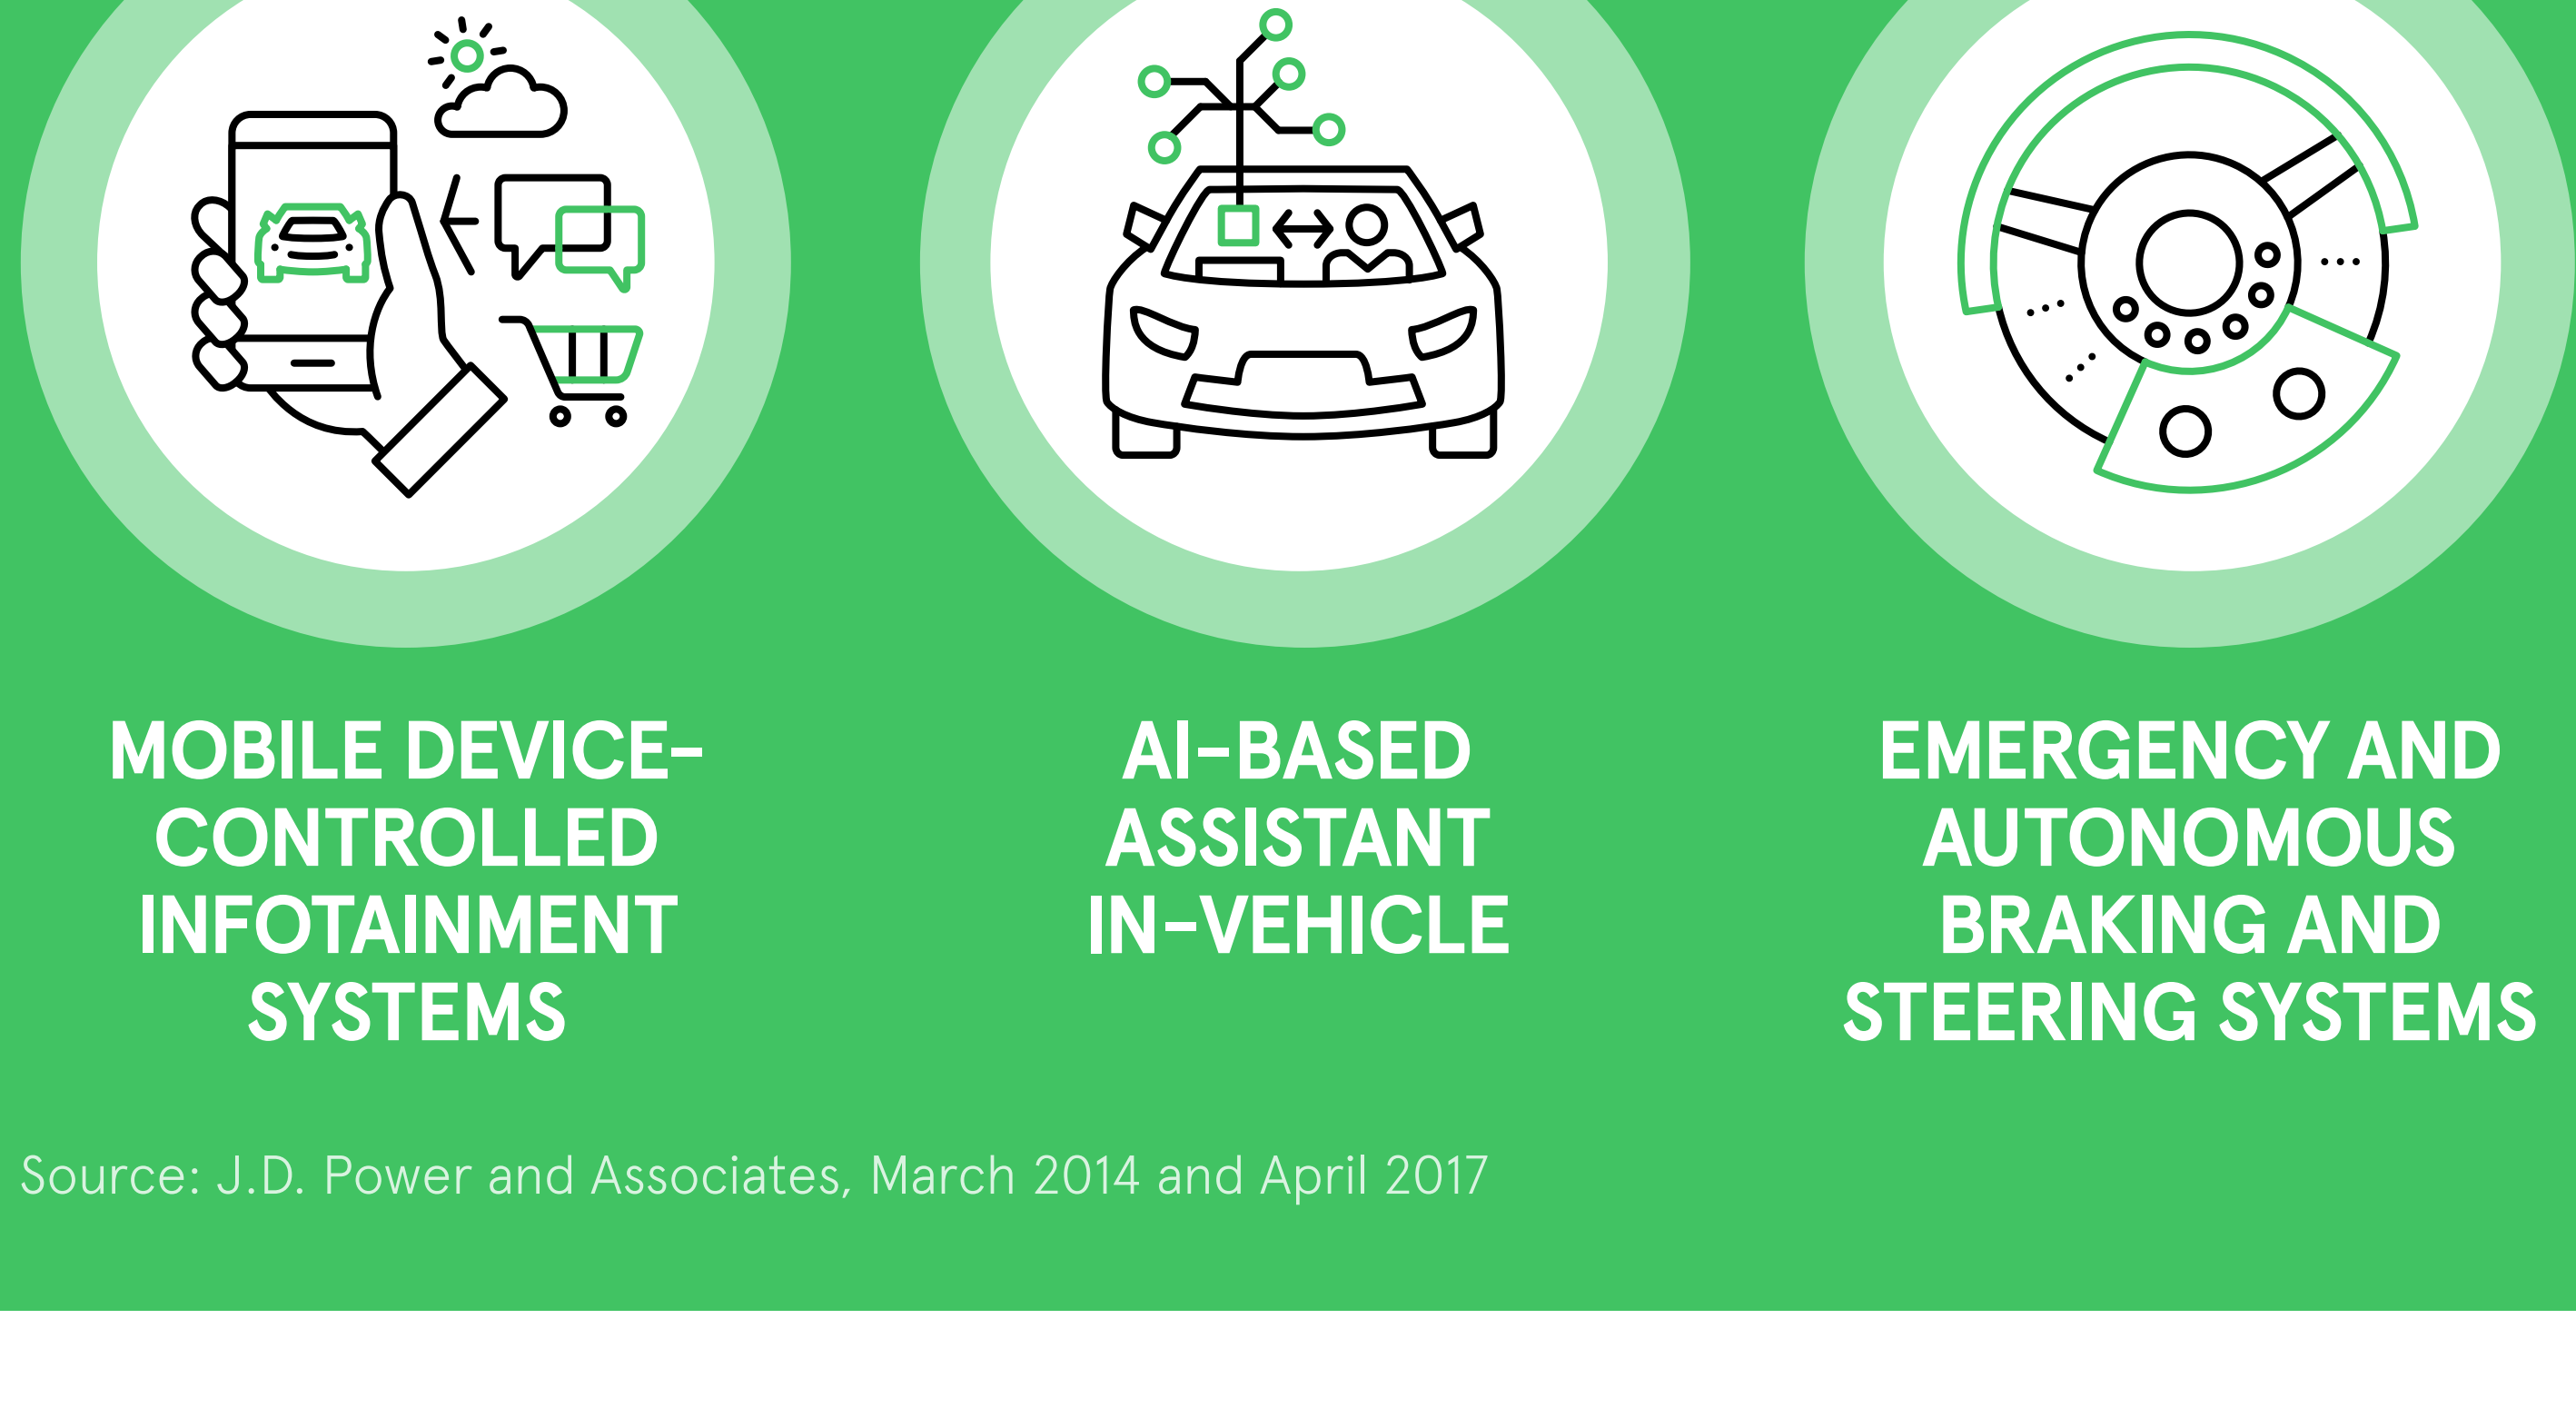 MOBILE DEVICE-
CONTROLLED
INFOTAINMENT
SYSTEMS
AI-BASED
ASSISTANT
IN-VEHICLE
EMERGENCY AND
AUTONOMOUS
BRAKING AND
STEERING SYSTEMS
Source: J.D. Power and Associates, March 2014 and April 2017